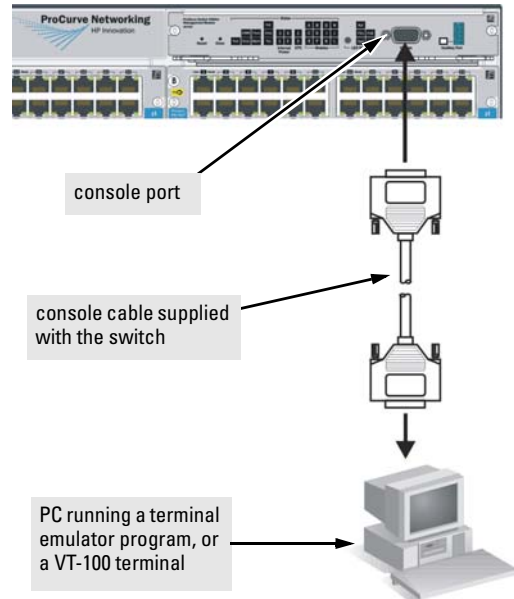 ProCurve Networking
HP Innovation
console port
console cable supplied
with the switch
PC running a terminal
emulator program, or
a VT-100 terminal